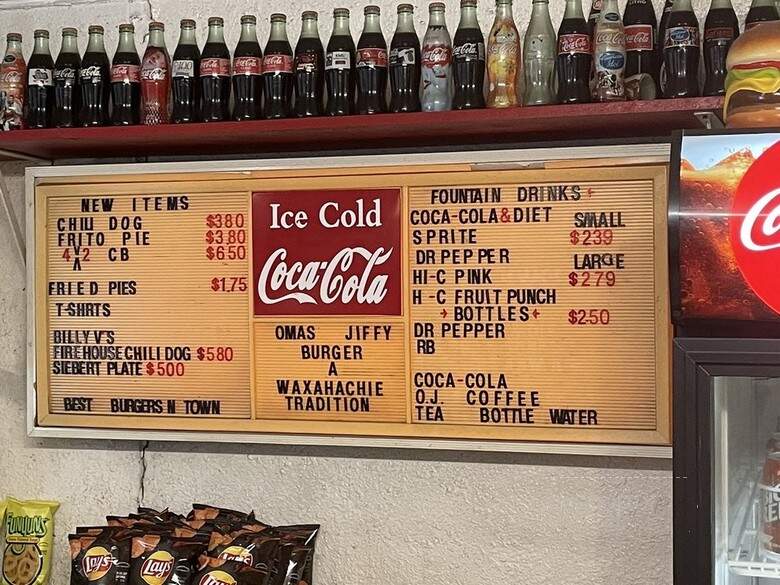 NEW ITEMS
CHILI DOG $380
FRITO PIE $380
4X2 CB $650
FRIED PIES $1.75
T-SHRTS
BILLY V'S
FIREHOUSE CHILI DOG $580
SIEBERT PLATE $500
BEST BURGERS N TOWN
Ice Cold
Coca-Cola
OMAS JIFFY
BURGER
A
WAXAHACHIE
TRADITION
FOUNTAIN DRINKS
COCA-COLA&DIET SMALL
SPRITE $239
DR PEPPER LARGE
HI-C PINK $279
H-C FRUIT PUNCH
BOTTLES $250
DR PEPPER
RB
COCA-COLA
O.J. COFFEE
TEA BOTTLE WATER
FUNYUNS
Lay's
Lay's
Lay's